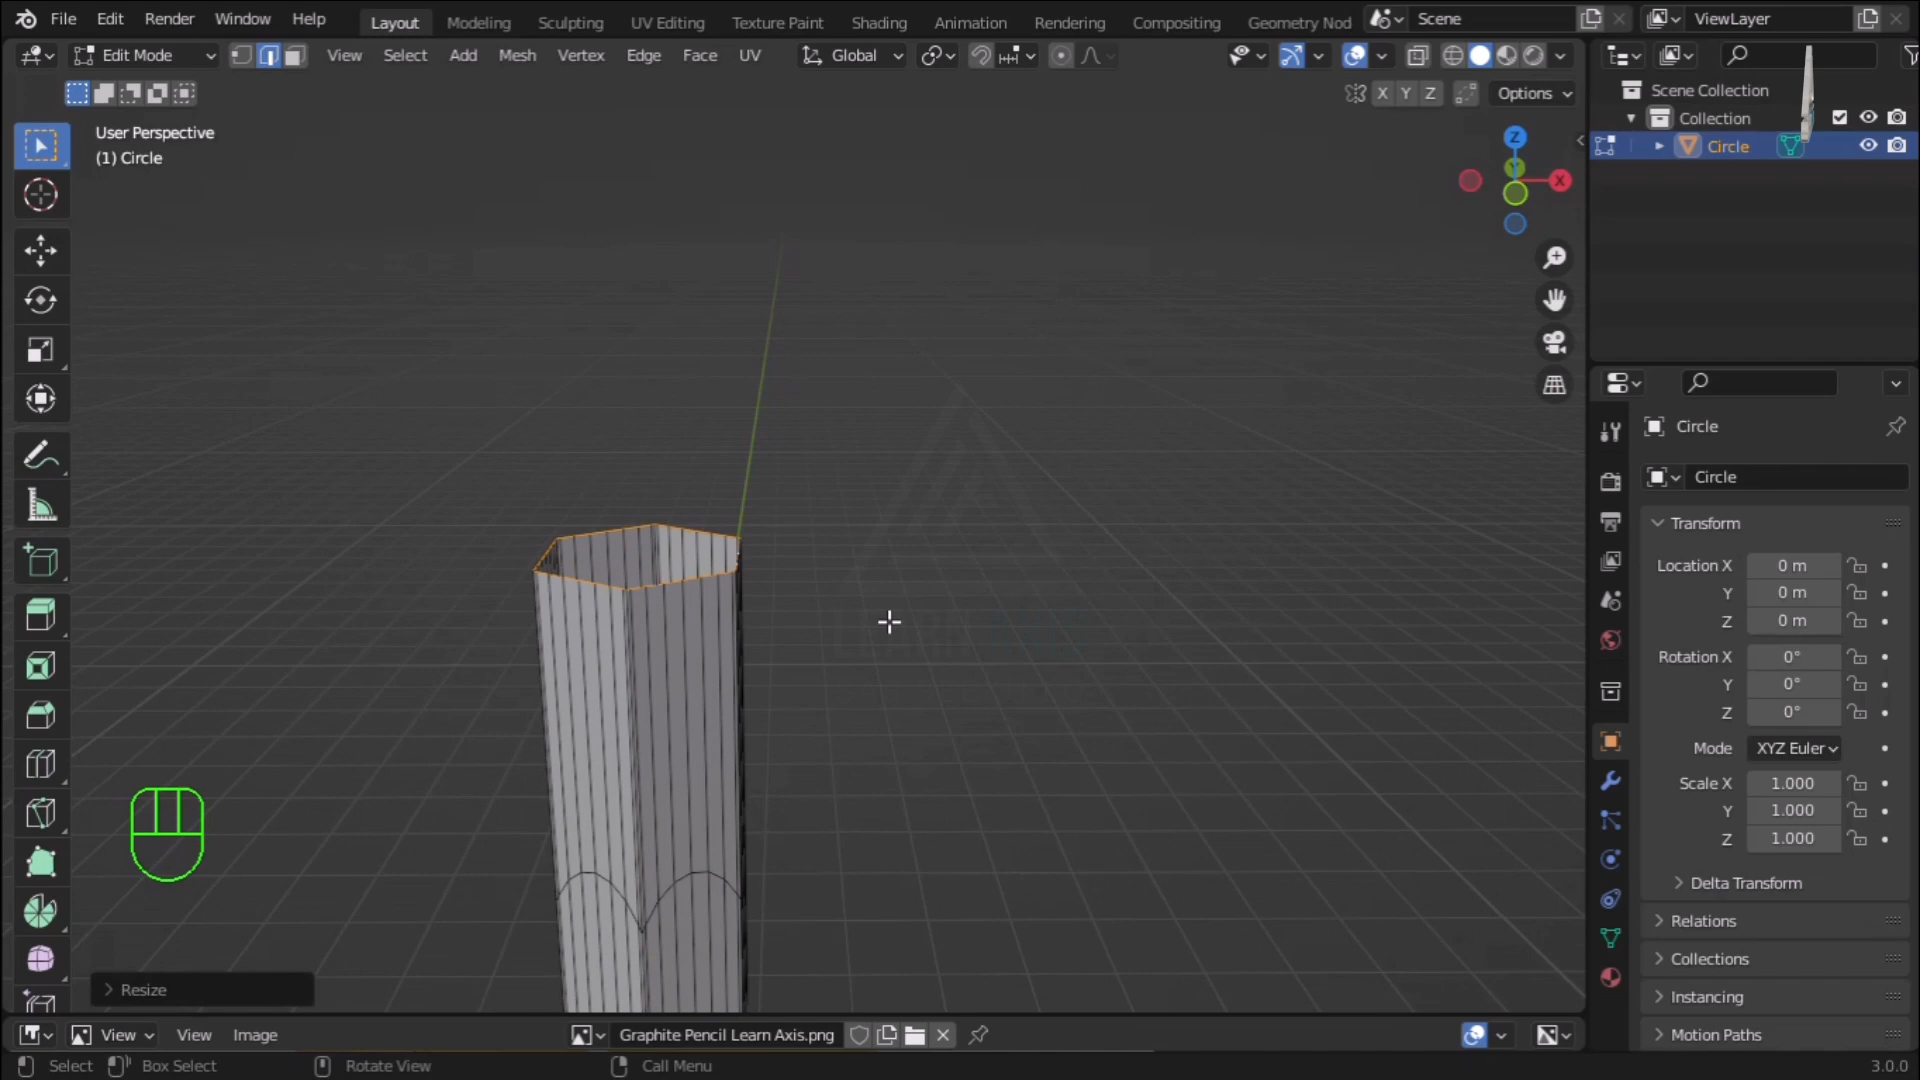 File Edit Render Window Help Layout Modeling Sculpting UV Editing Texture Paint Shading Animation Rendering Compositing Geometry Nod Scene ViewLayer
Edit Mode View Select Add Mesh Vertex Edge Face UV Global
X Y Z Options
User Perspective
(1) Circle
Z
Y
X
Scene Collection
Collection
Circle
Circle
Circle
Transform
Location X 0 m
Y 0 m
Z 0 m
Rotation X 0°
Y 0°
Z 0°
Mode XYZ Euler
Scale X 1.000
Y 1.000
Z 1.000
Delta Transform
Relations
Collections
Instancing
Motion Paths
Resize
View View Image Graphite Pencil Learn Axis.png
Select Box Select Rotate View Call Menu 3.0.0